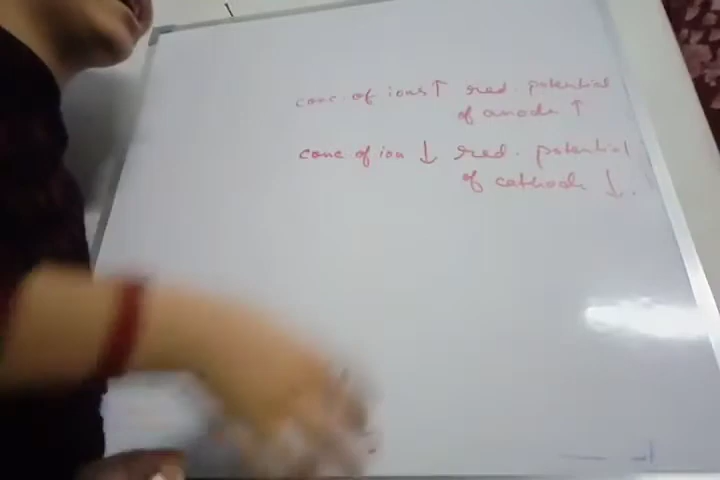 conc. of ions ↑ red. potential
of anode ↑
conc of ion ↓ red. potential
of cathode ↓.